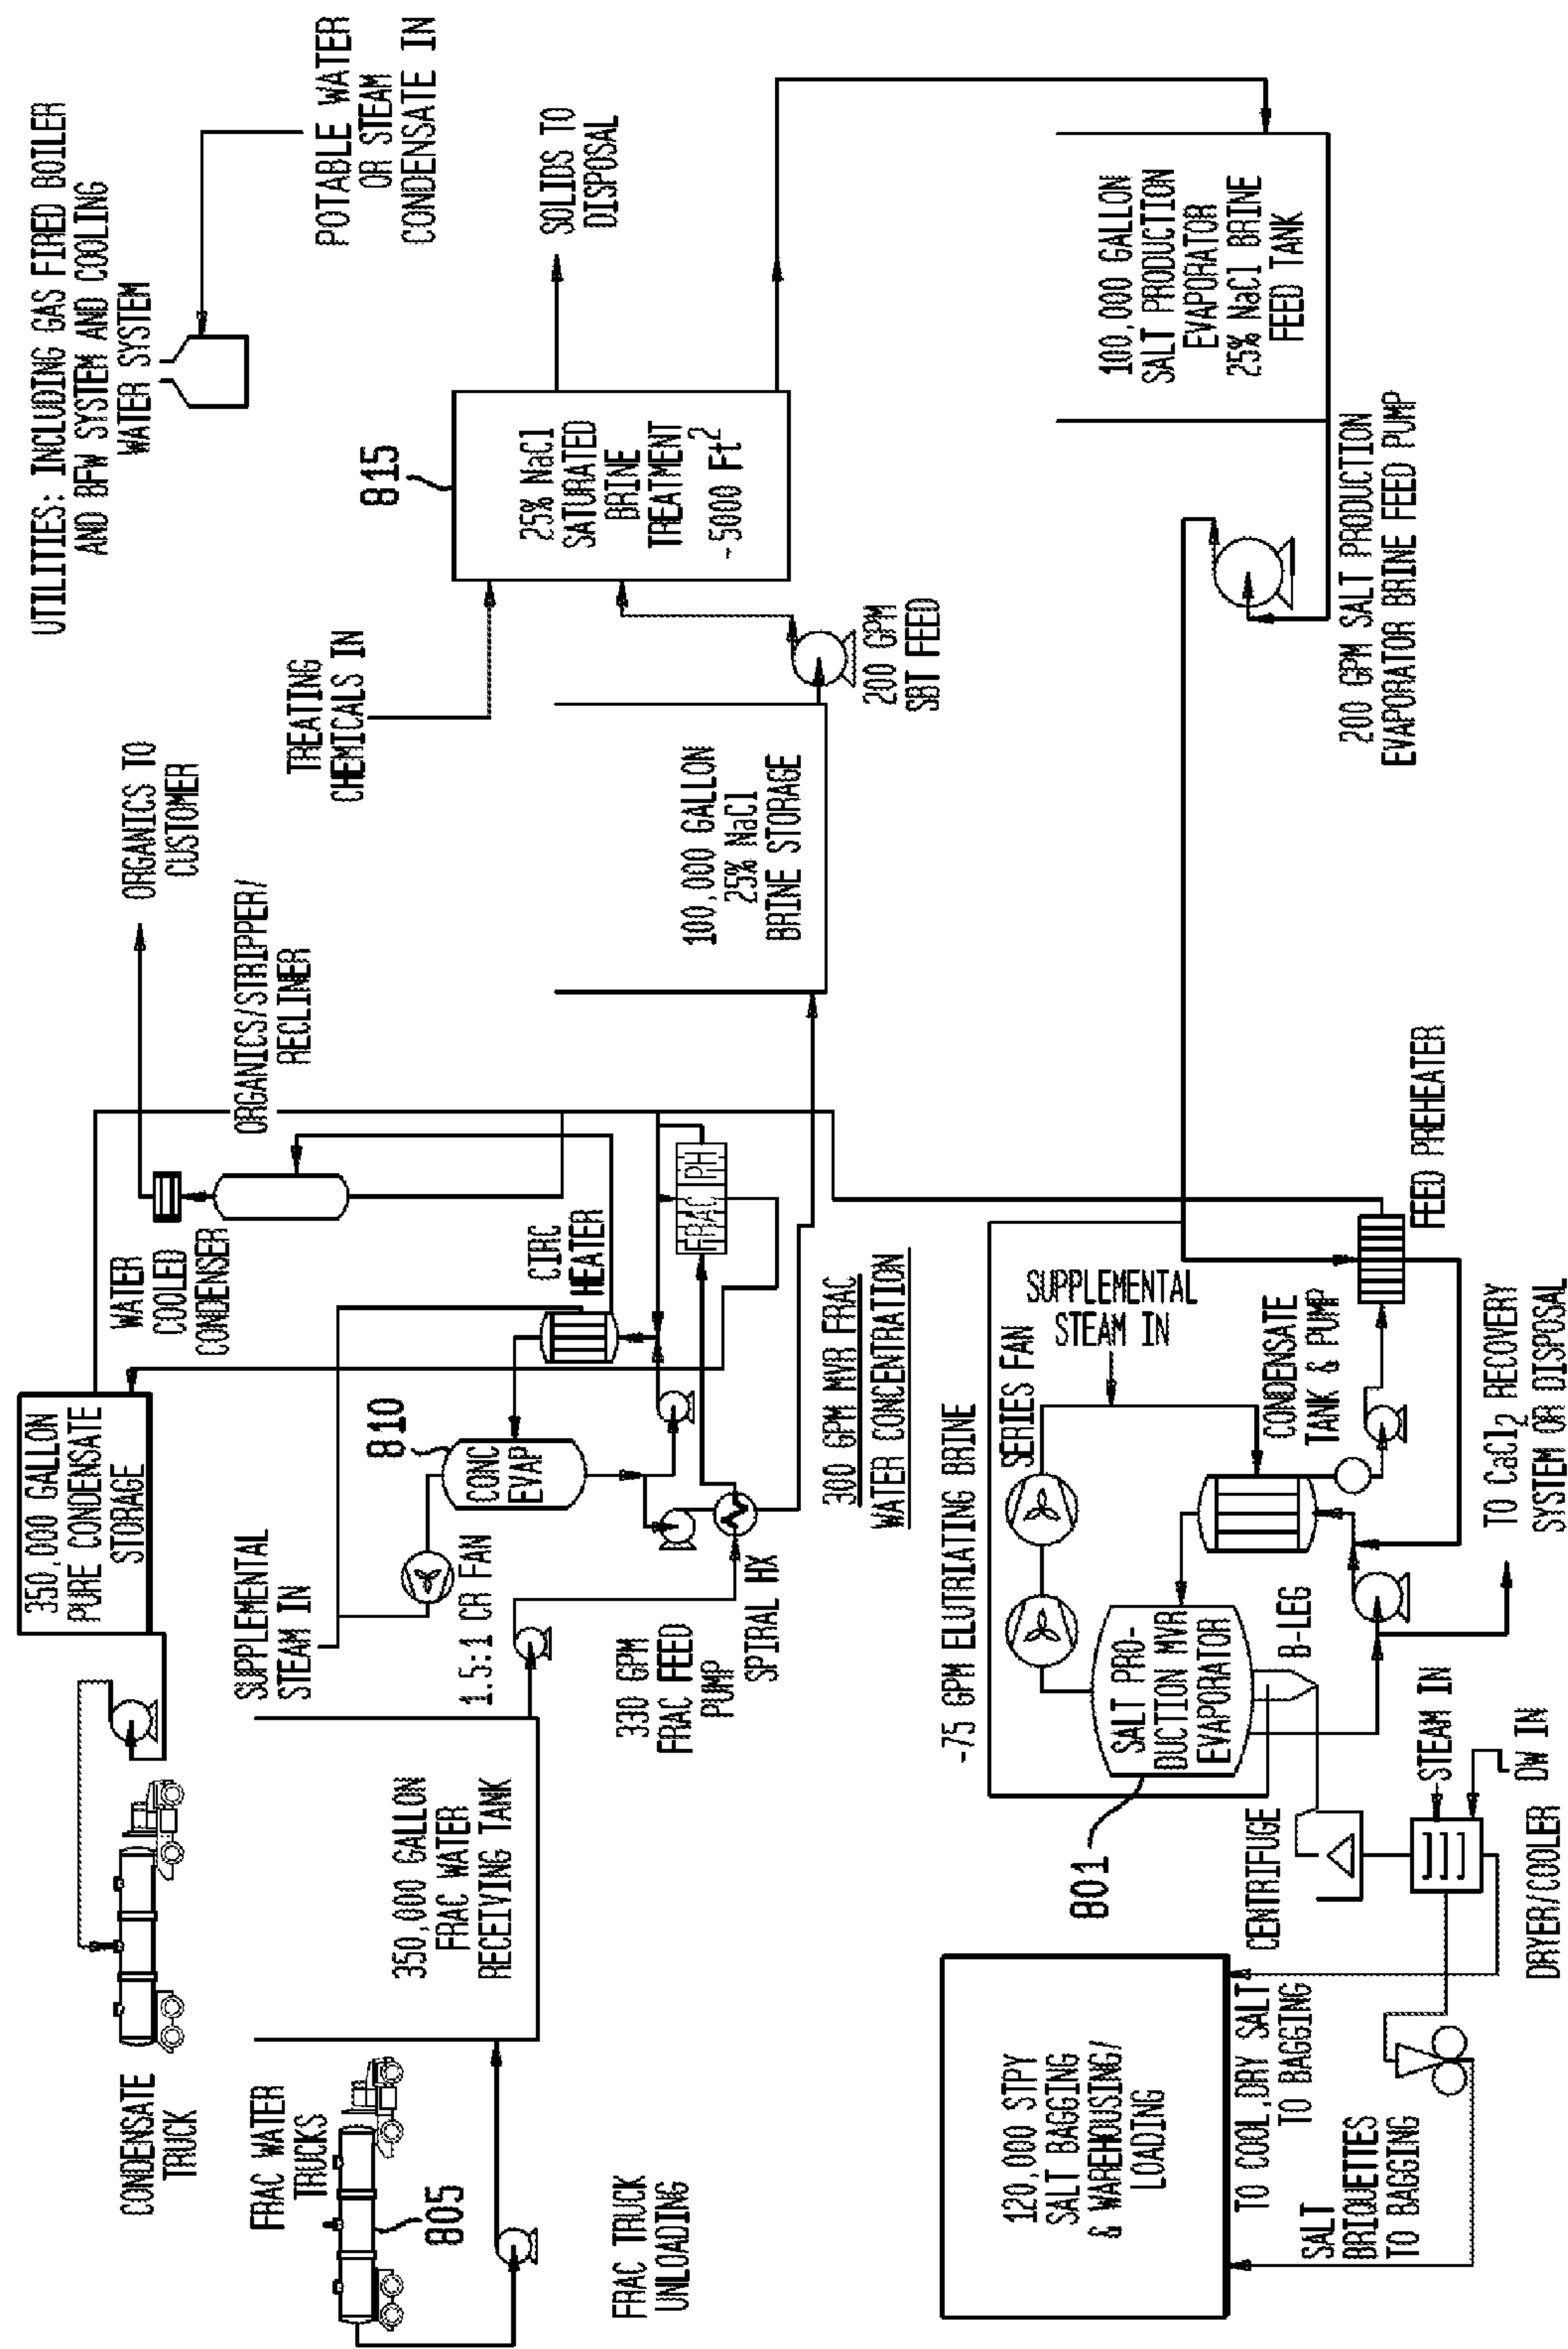 CONDENSATE
TRUCK
350,000 GALLON
PURE CONDENSATE
STORAGE
WATER
COOLED
CONDENSER
ORGANICS TO
CUSTOMER
ORGANICS/STRIPPER/
RECLINER
UTILITIES: INCLUDING GAS FIRED BOILER
AND BFW SYSTEM AND COOLING
WATER SYSTEM
POTABLE WATER
OR STEAM
CONDENSATE IN
FRAC WATER
TRUCKS
805
FRAC TRUCK
UNLOADING
350,000 GALLON
FRAC WATER
RECEIVING TANK
SUPPLEMENTAL
STEAM IN
1.5:1 CR FAN
810
CONC
EVAP
CIRC
HEATER
FRAC PH
330 GPM
FRAC FEED
PUMP
SPIRAL HX
300 GPM MVR FRAC
WATER CONCENTRATION
TREATING
CHEMICALS IN
100,000 GALLON
25% NaCl
BRINE STORAGE
200 GPM
SBT FEED
815
25% NaCl
SATURATED
BRINE
TREATMENT
~5000 Ft2
SOLIDS TO
DISPOSAL
120,000 STPY
SALT BAGGING
& WAREHOUSING/
LOADING
TO COOL,DRY SALT
TO BAGGING
SALT
BRIQUETTES
TO BAGGING
801
CENTRIFUGE
STEAM IN
DW IN
DRYER/COOLER
~75 GPM ELUTRIATING BRINE
SALT PRO-
DUCTION MVR
EVAPORATOR
B-LEG
SERIES FAN
SUPPLEMENTAL
STEAM IN
CONDENSATE
TANK & PUMP
FEED PREHEATER
TO CaCl2 RECOVERY
SYSTEM OR DISPOSAL
200 GPM SALT PRODUCTION
EVAPORATOR BRINE FEED PUMP
100,000 GALLON
SALT PRODUCTION
EVAPORATOR
25% NaCl BRINE
FEED TANK